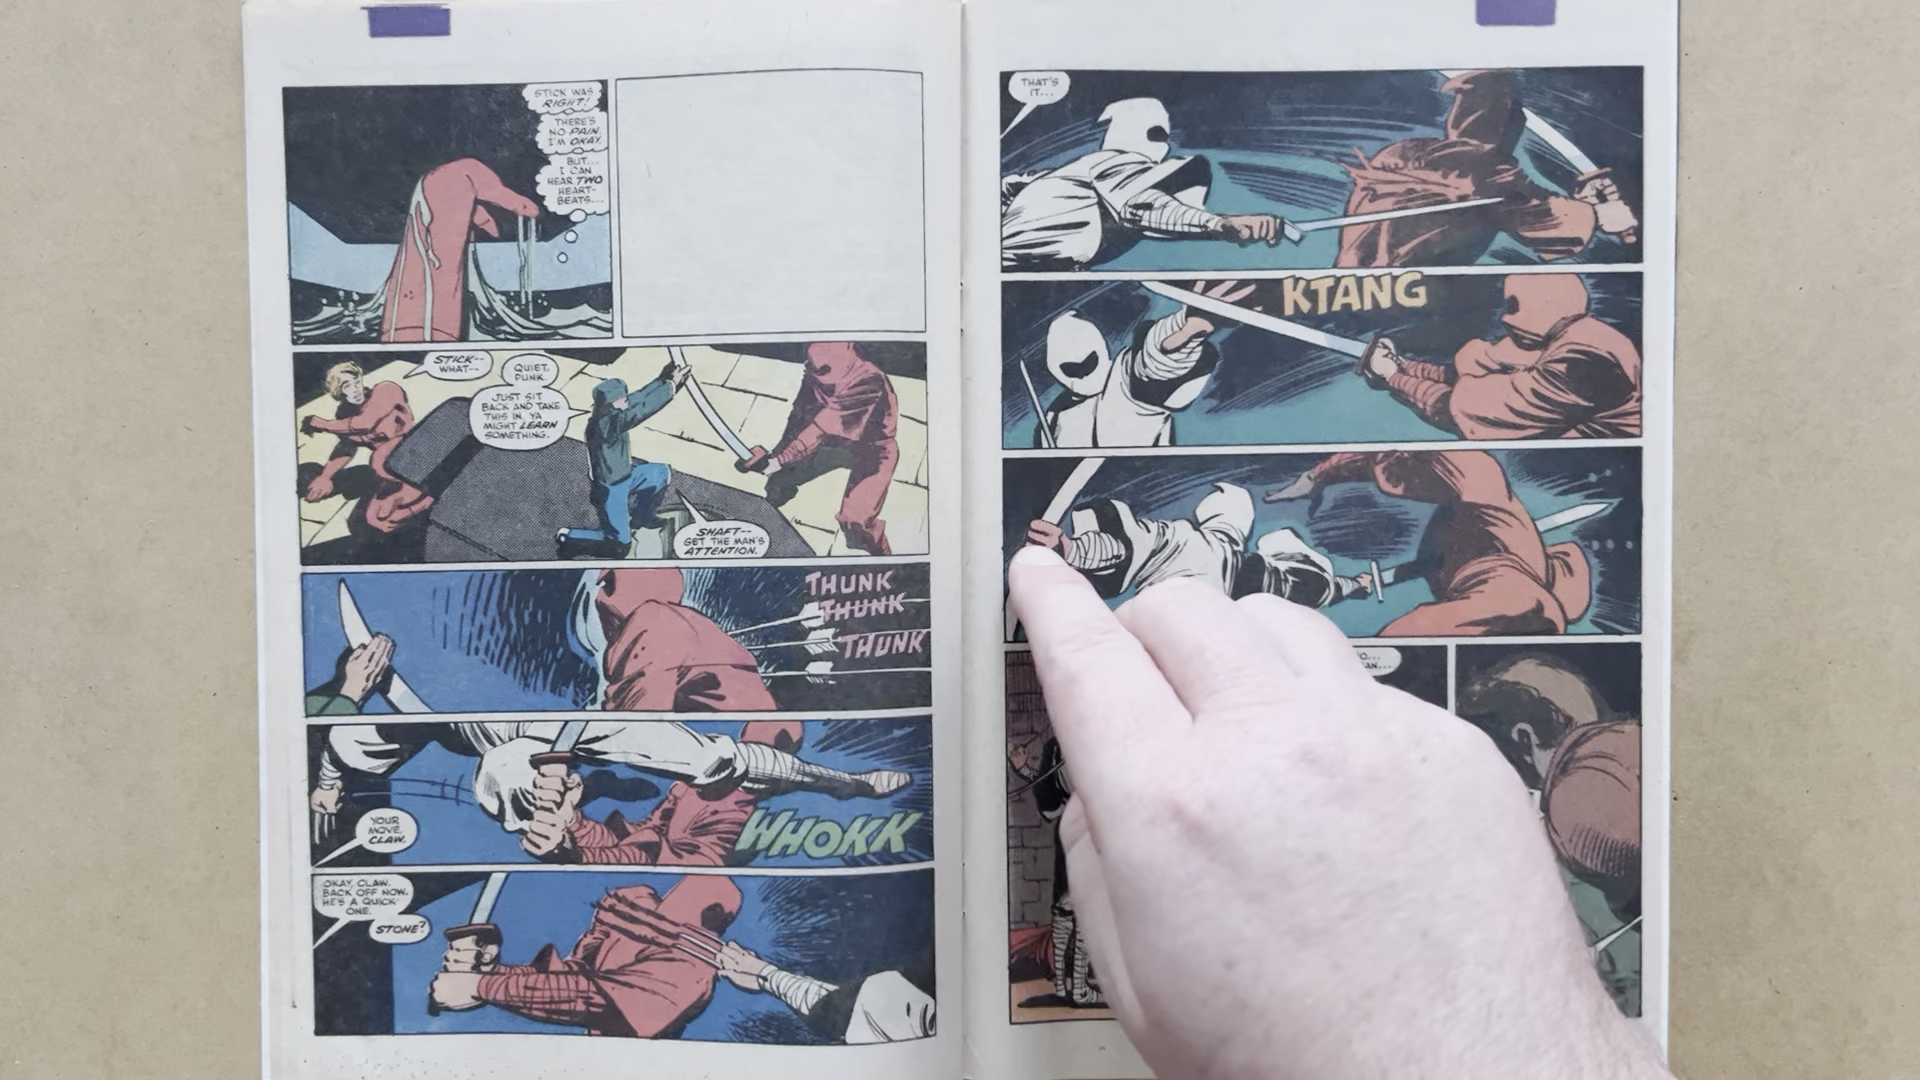 STICK WAS
RIGHT!
THERE'S
NO PAIN.
I'M OKAY.
BUT...
I CAN
HEAR TWO
HEART-
BEATS...
STICK--
WHAT--
QUIET,
PUNK.
JUST SIT
BACK AND TAKE
THIS IN. YA
MIGHT LEARN
SOMETHING.
SHAFT--
GET THE MAN'S
ATTENTION.
THUNK
THUNK
THUNK
YOUR
MOVE,
CLAW.
WHOKK
OKAY, CLAW.
BACK OFF NOW.
HE'S A QUICK
ONE.
STONE?
THAT'S
IT...
KTANG